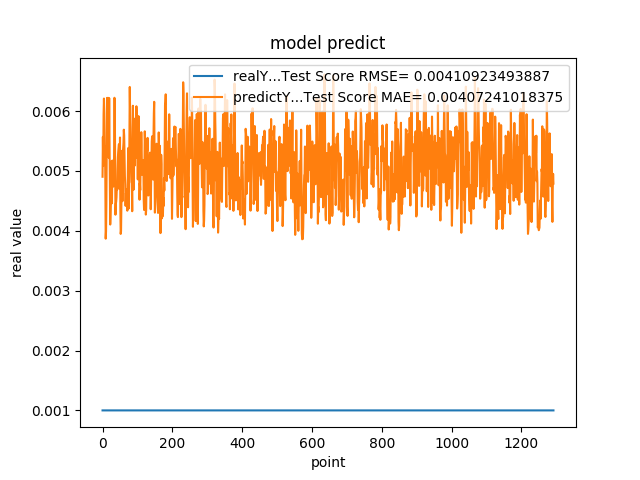 model predict
realY...Test Score RMSE= 0.00410923493887
predictY...Test Score MAE= 0.00407241018375
0.006
0.005
0.004
0.003
0.002
0.001
real value
0 200 400 600 800 1000 1200
point